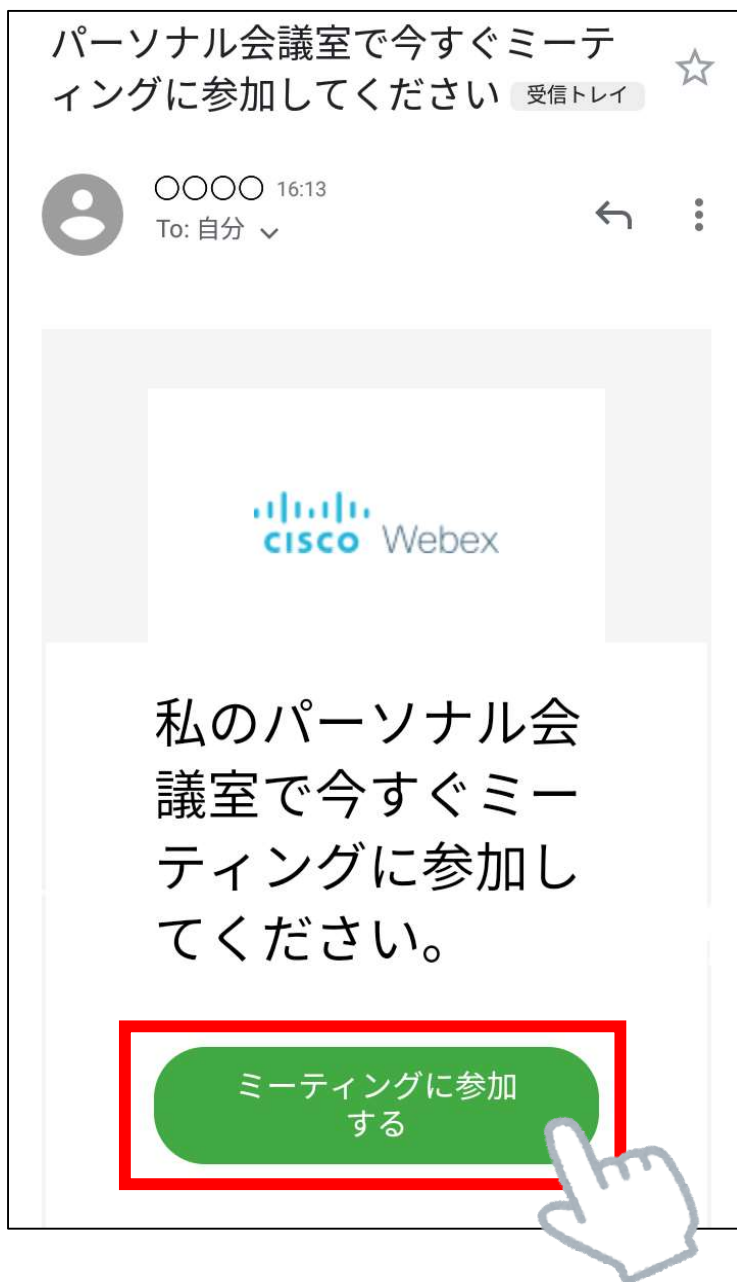 パーソナル会議室で今すぐミーテ
ィングに参加してください 受信トレイ
〇〇〇〇 16:13
To: 自分
cisco Webex
私のパーソナル会
議室で今すぐミー
ティングに参加し
てください。
ミーティングに参加
する